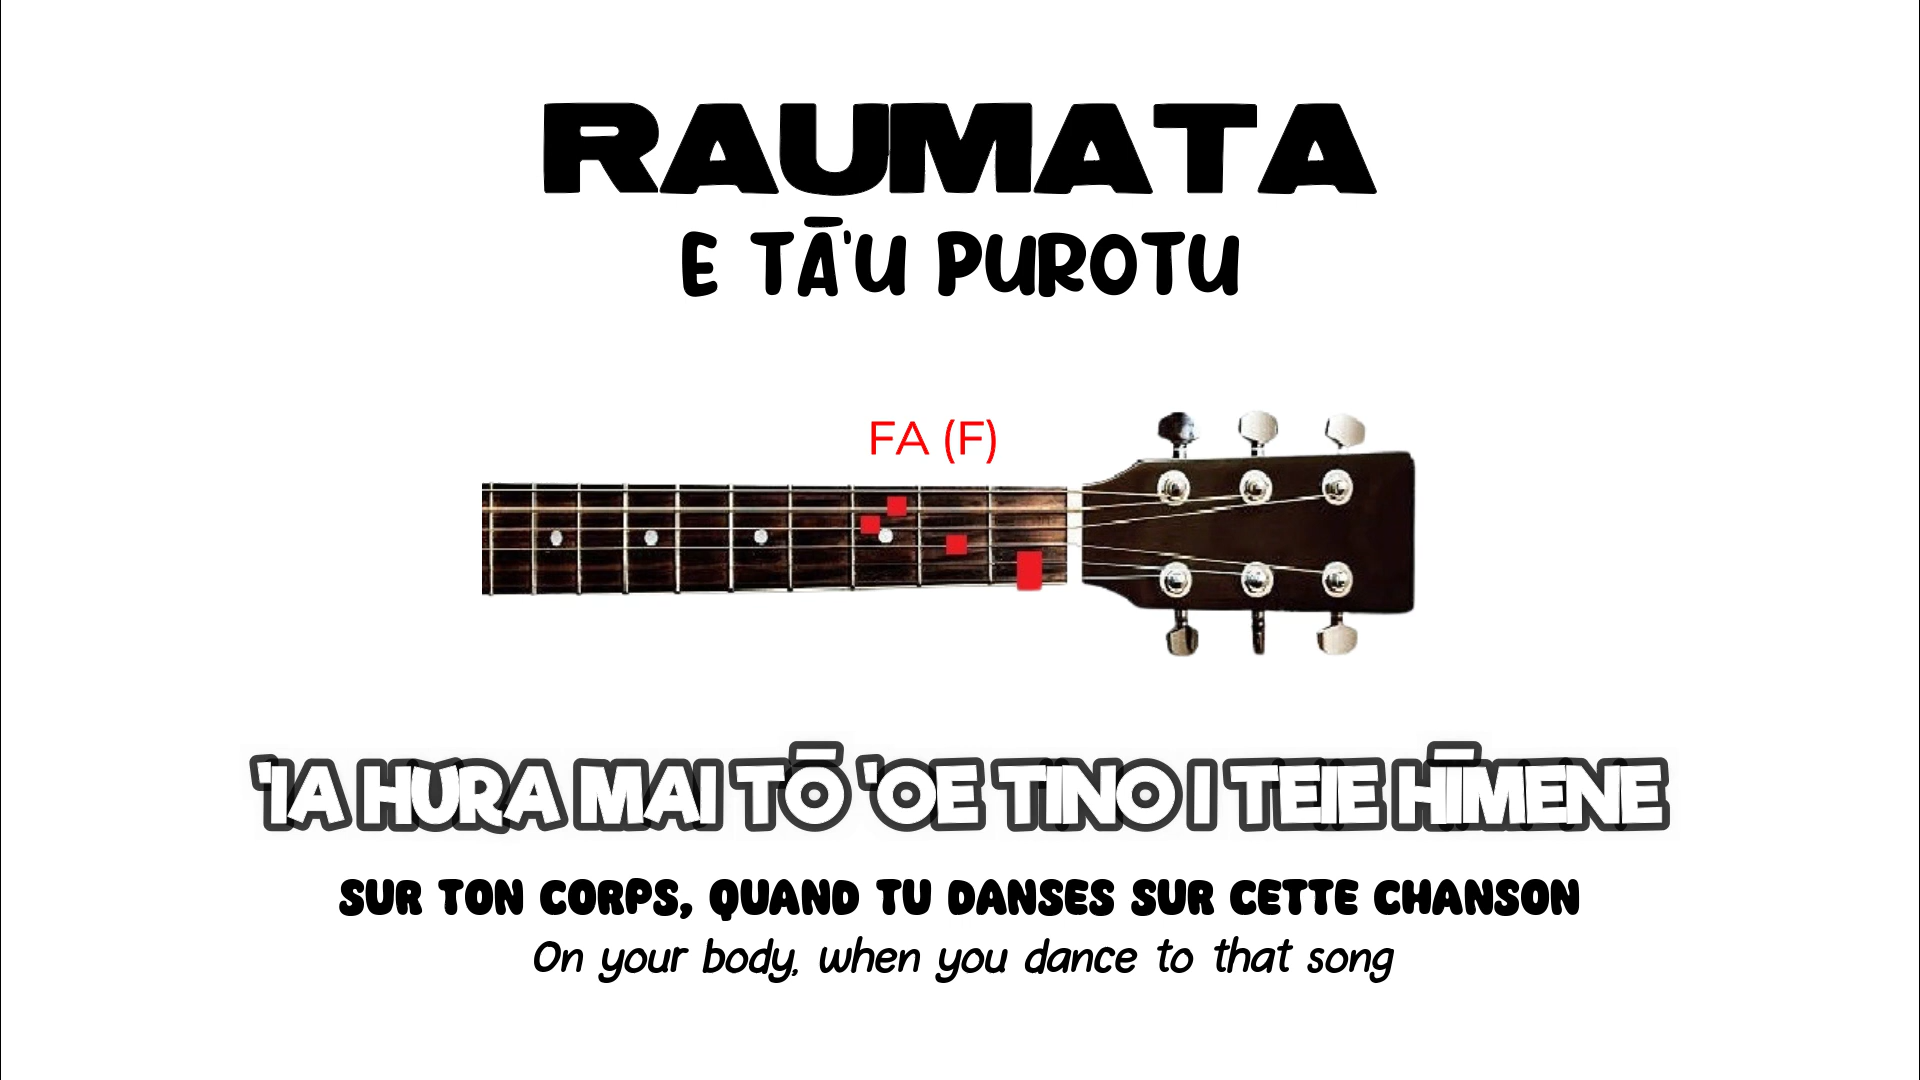 RAUMATA
E TĀ'U PUROTU
FA (F)
'IA HURA MAI TŌ 'OE TINO I TEIE HĪMENE
SUR TON CORPS, QUAND TU DANSES SUR CETTE CHANSON
On your body, when you dance to that song